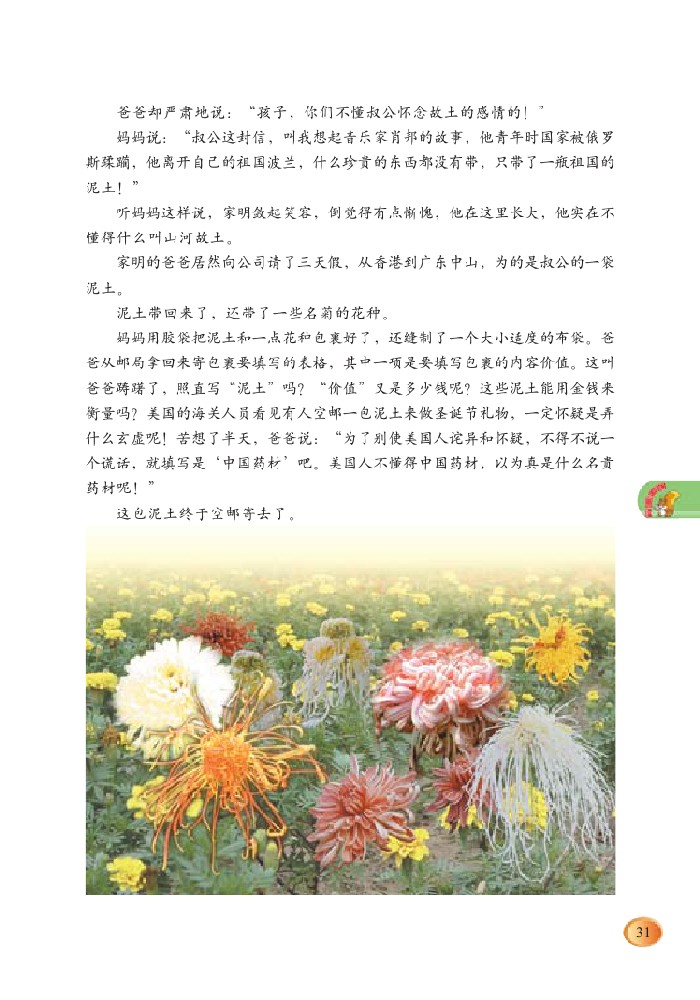 爸爸却严肃地说：“孩子，你们不懂叔公怀念故土的感情的！”
妈妈说：“叔公这封信，叫我想起音乐家肖邦的故事，他青年时国家被俄罗
斯蹂躏，他离开自己的祖国波兰，什么珍贵的东西都没有带，只带了一瓶祖国的
泥土！”
听妈妈这样说，家明敛起笑容，倒觉得有点惭愧，他在这里长大，他实在不
懂得什么叫山河故土。
家明的爸爸居然向公司请了三天假，从香港到广东中山，为的是叔公的一袋
泥土。
泥土带回来了，还带了一些名菊的花种。
妈妈用胶袋把泥土和一点花和包裹好了，还缝制了一个大小适度的布袋。爸
爸从邮局拿回来寄包裹要填写的表格，其中一项是要填写包裹的内容价值。这叫
爸爸踌躇了，照直写“泥土”吗？“价值”又是多少钱呢？这些泥土能用金钱来
衡量吗？美国的海关人员看见有人空邮一包泥土来做圣诞节礼物，一定怀疑是弄
什么玄虚呢！苦想了半天，爸爸说：“为了别使美国人诧异和怀疑，不得不说一
个谎话，就填写是‘中国药材’吧。美国人不懂得中国药材，以为真是什么名贵
药材呢！”
这包泥土终于空邮寄去了。
31